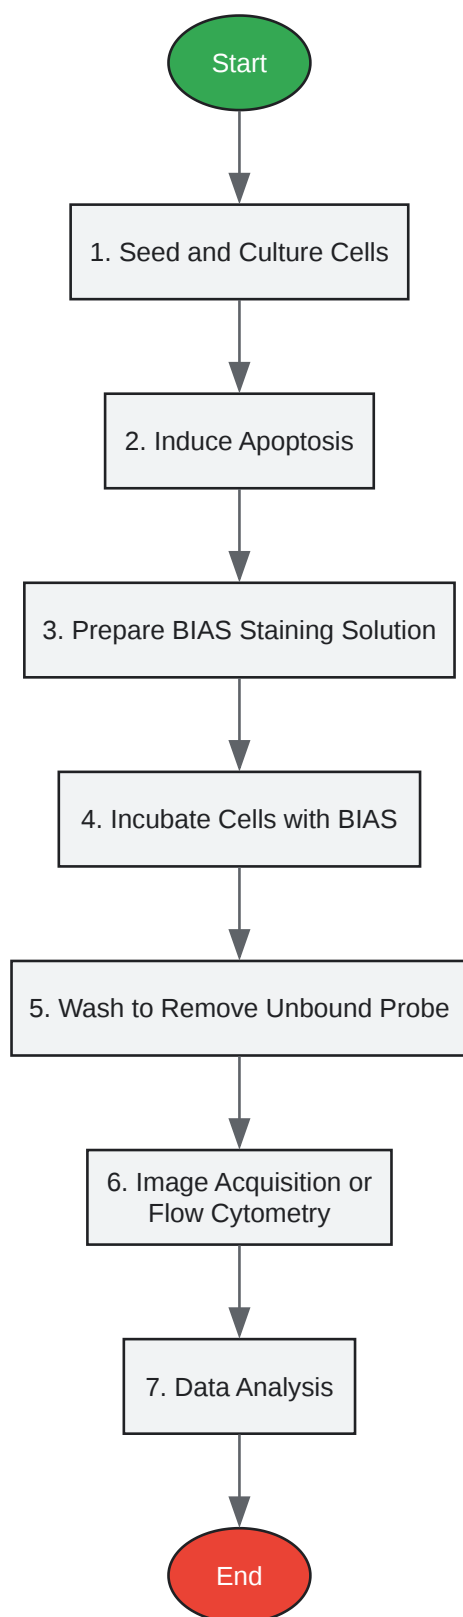 Start
1. Seed and Culture Cells
2. Induce Apoptosis
3. Prepare BIAS Staining Solution
4. Incubate Cells with BIAS
5. Wash to Remove Unbound Probe
6. Image Acquisition or
Flow Cytometry
7. Data Analysis
End